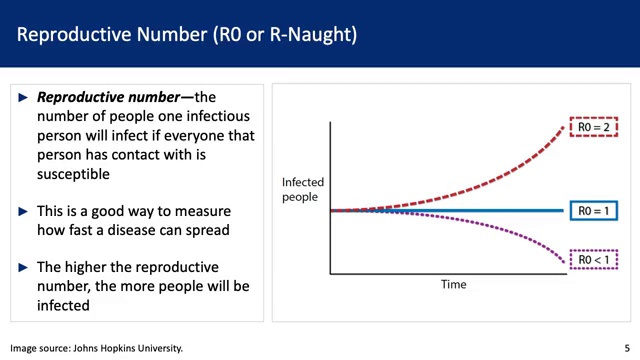 Reproductive Number (R0 or R-Naught)
► Reproductive number—the
number of people one infectious
person will infect if everyone that
person has contact with is
susceptible
► This is a good way to measure
how fast a disease can spread
► The higher the reproductive
number, the more people will be
infected
Infected
people
R0 = 2
R0 = 1
R0 < 1
Time
Image source: Johns Hopkins University.
5